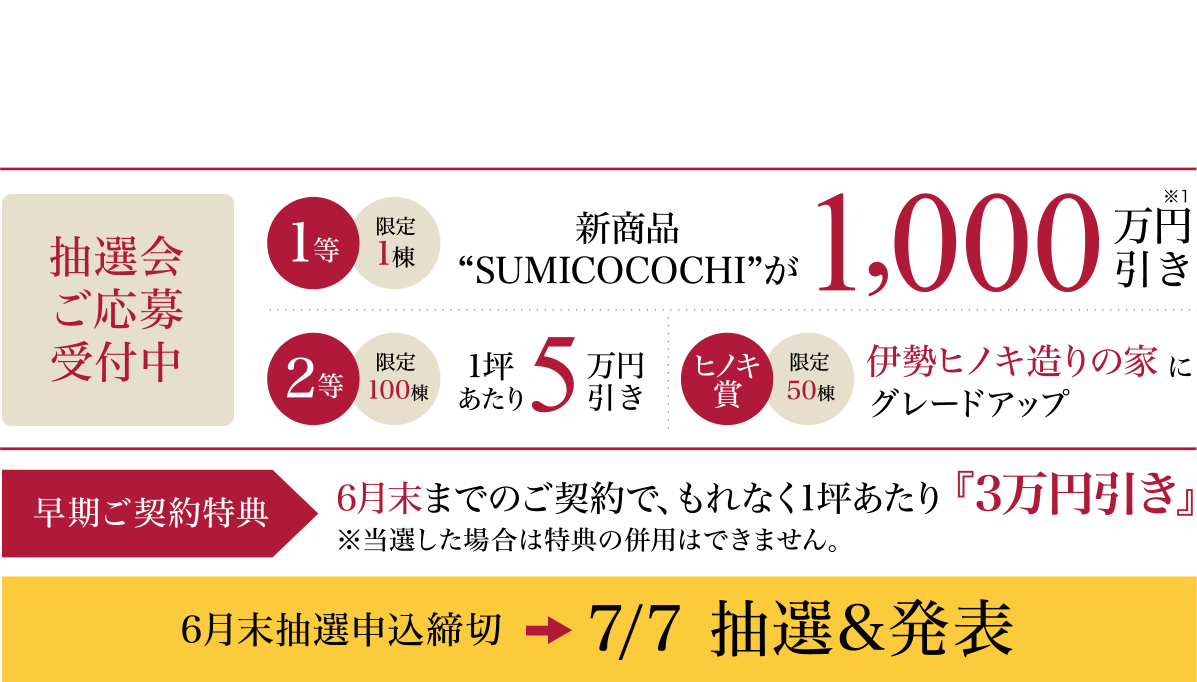 抽選会
ご応募
受付中
1等
限定
1棟
新商品
“SUMICOCOCHI”が
1,000
※1
万円
引き
2等
限定
100棟
1坪
あたり
5
万円
引き
ヒノキ
賞
限定
50棟
伊勢ヒノキ造りの家に
グレードアップ
早期ご契約特典
6月末までのご契約で、もれなく1坪あたり『3万円引き』
※当選した場合は特典の併用はできません。
6月末抽選申込締切 7/7 抽選&発表